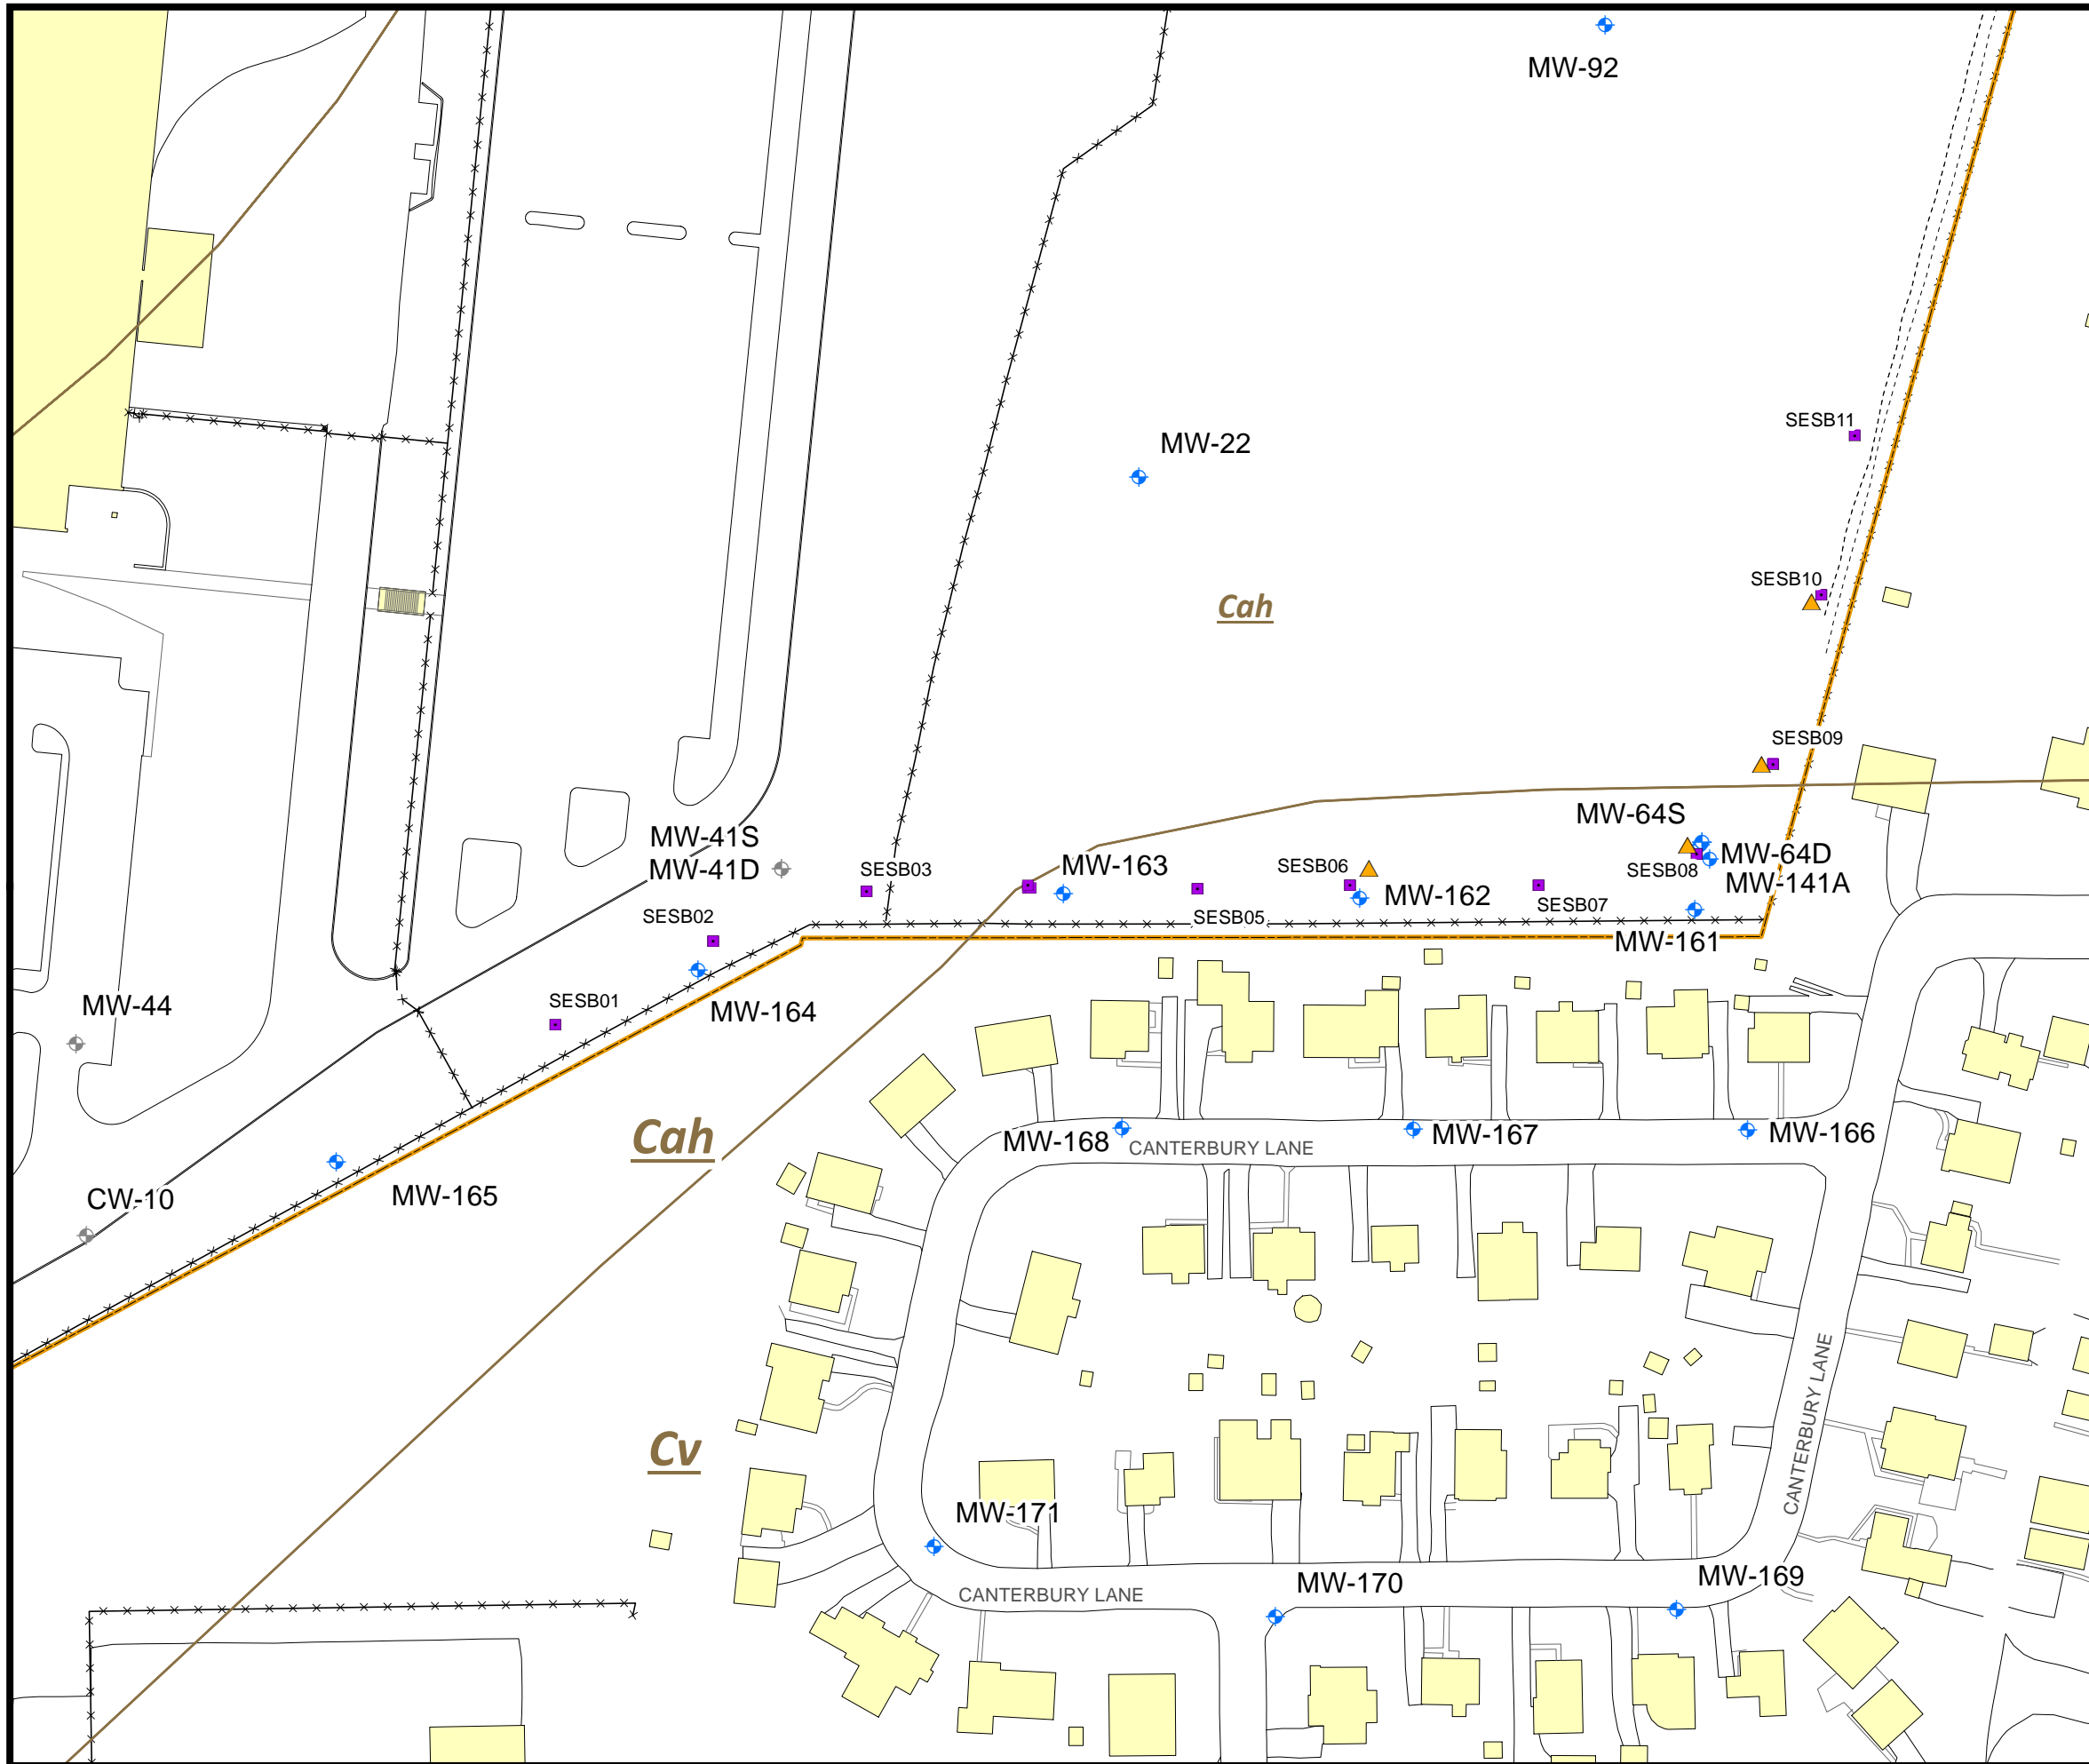 MW-92
SESB11
MW-22
SESB10
Cah
SESB09
MW-64S
MW-41S
MW-41D
SESB03
MW-163
SESB06
MW-162
SESB08
MW-64D
MW-141A
SESB02
SESB05
SESB07
MW-161
SESB01
MW-164
MW-44
Cah
MW-168
CANTERBURY LANE
MW-167
MW-166
CW-10
MW-165
CANTERBURY LANE
Cv
MW-171
CANTERBURY LANE
MW-170
MW-169